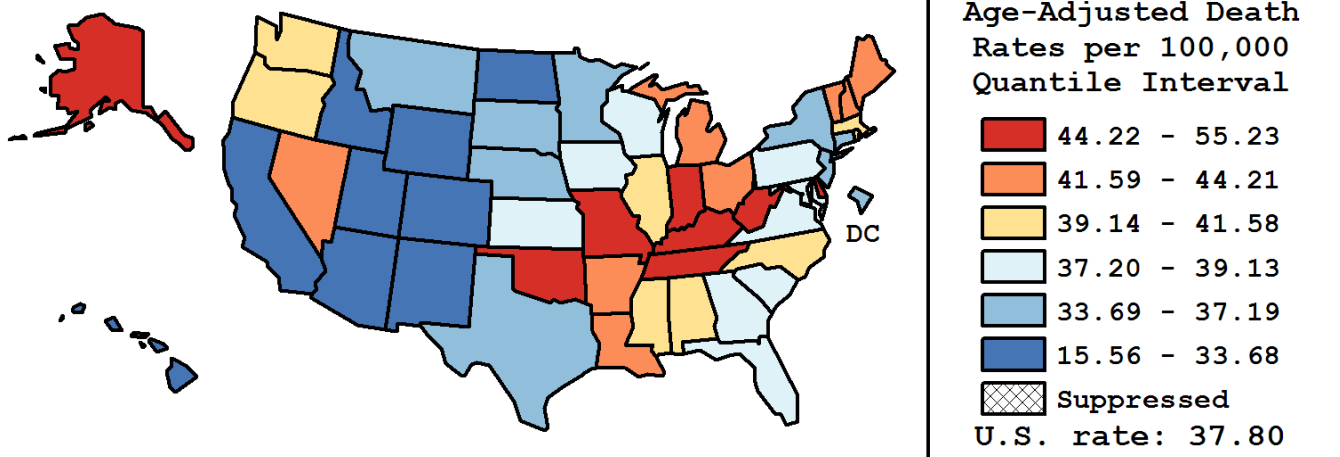 DC
Age-Adjusted Death
Rates per 100,000
Quantile Interval
44.22 - 55.23
41.59 - 44.21
39.14 - 41.58
37.20 - 39.13
33.69 - 37.19
15.56 - 33.68
Suppressed
U.S. rate: 37.80